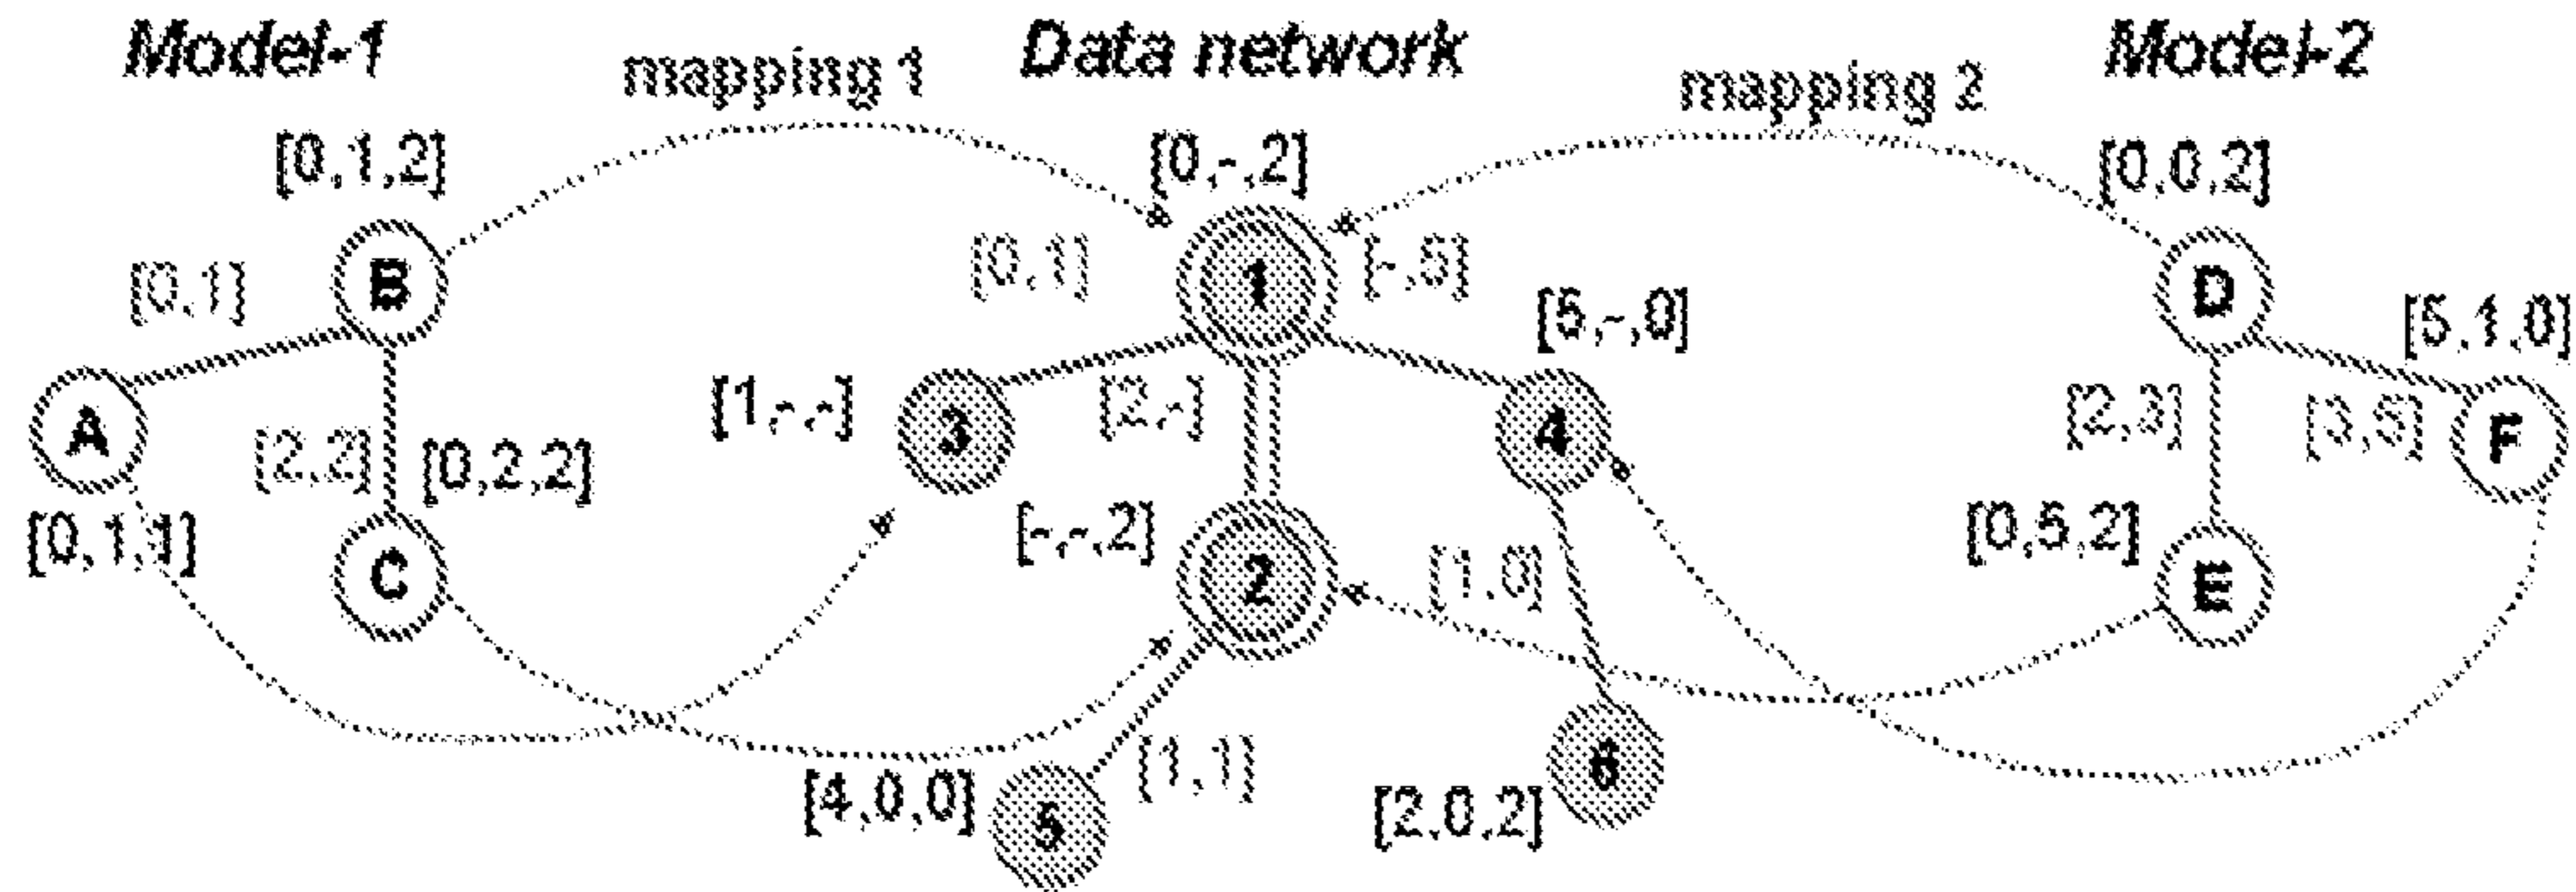 Model-1
Data network
Model-2
mapping 1
mapping 2
[0,1,2]
[0,-,2]
[0,0,2]
[0,1]
B
[0,1]
1
[-,5]
D
[5,-,0]
[5,1,0]
A
[1,-,-]
3
[2,-]
4
[2,3]
[3,5]
F
[2,2]
[0,2,2]
[0,1,1]
[-,-,2]
[0,5,2]
C
2
[1,0]
E
[4,0,0]
[1,1]
5
6
[2,0,2]